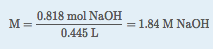 M = 0.818 mol NaOH / 0.445 L = 1.84 M NaOH